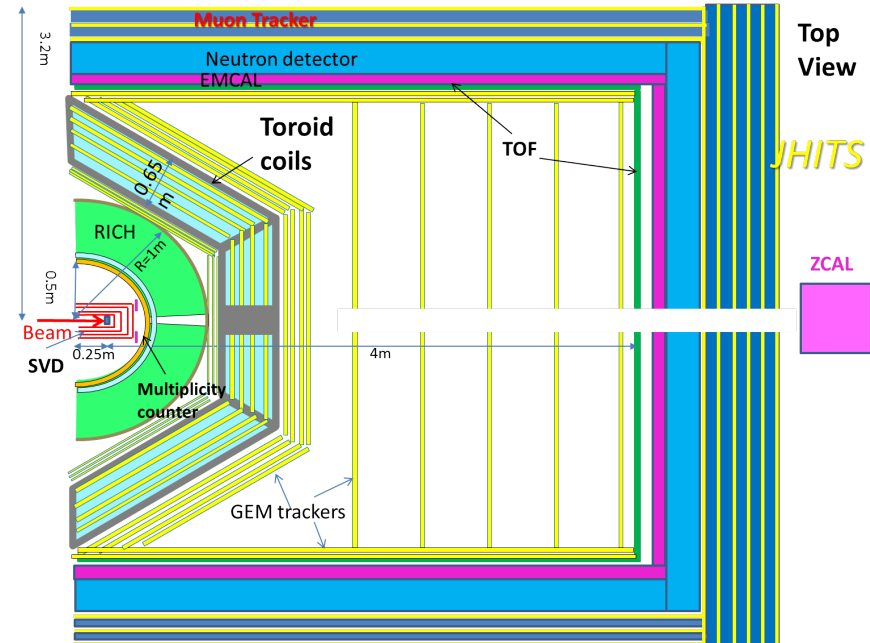 Muon Tracker
3.2m
Neutron detector
EMCAL
Top
View
Toroid
coils
TOF
JHITS
0.65
m
RICH
R=1m
0.5m
ZCAL
Beam
0.25m
4m
SVD
Multiplicity
counter
GEM trackers